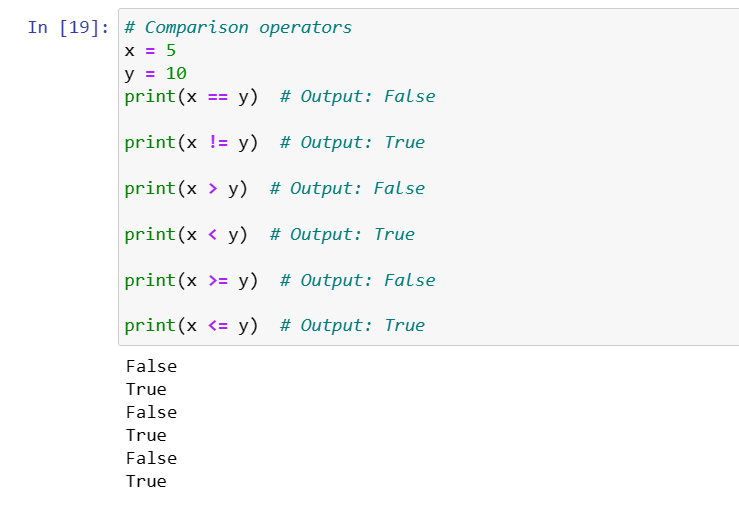 In [19]: # Comparison operators
x = 5
y = 10
print(x == y)  # Output: False
print(x != y)  # Output: True
print(x > y)  # Output: False
print(x < y)  # Output: True
print(x >= y)  # Output: False
print(x <= y)  # Output: True
False
True
False
True
False
True